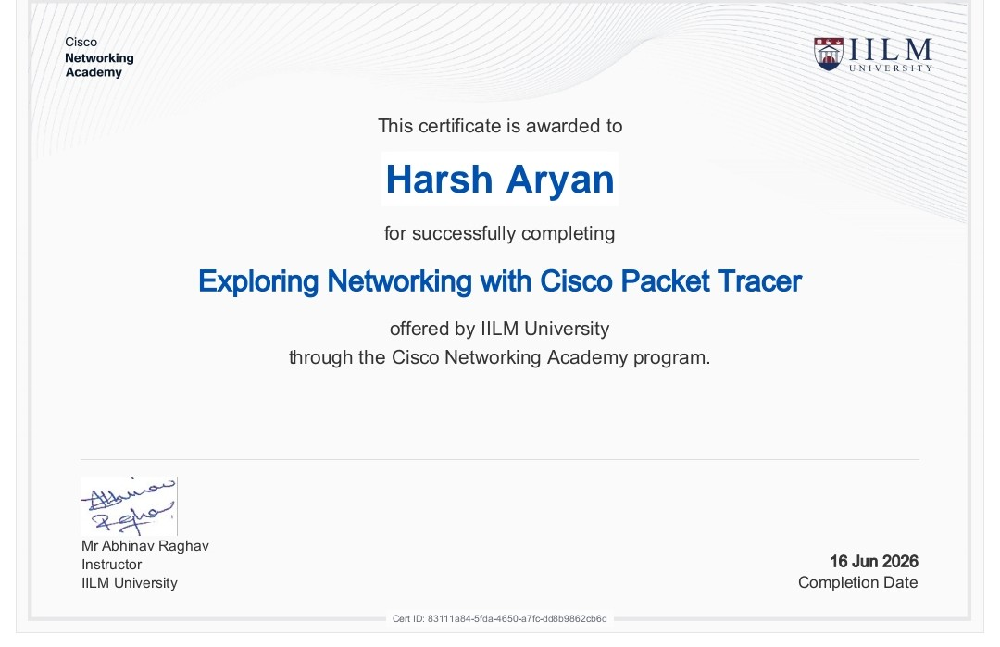 Cisco
Networking
Academy
IILM
UNIVERSITY
This certificate is awarded to
Harsh Aryan
for successfully completing
Exploring Networking with Cisco Packet Tracer
offered by IILM University
through the Cisco Networking Academy program.
Abhinav
Raghav
Mr Abhinav Raghav
Instructor
IILM University
16 Jun 2026
Completion Date
Cert ID: 83111a84-5fda-4650-a7fc-dd8b9862cb6d